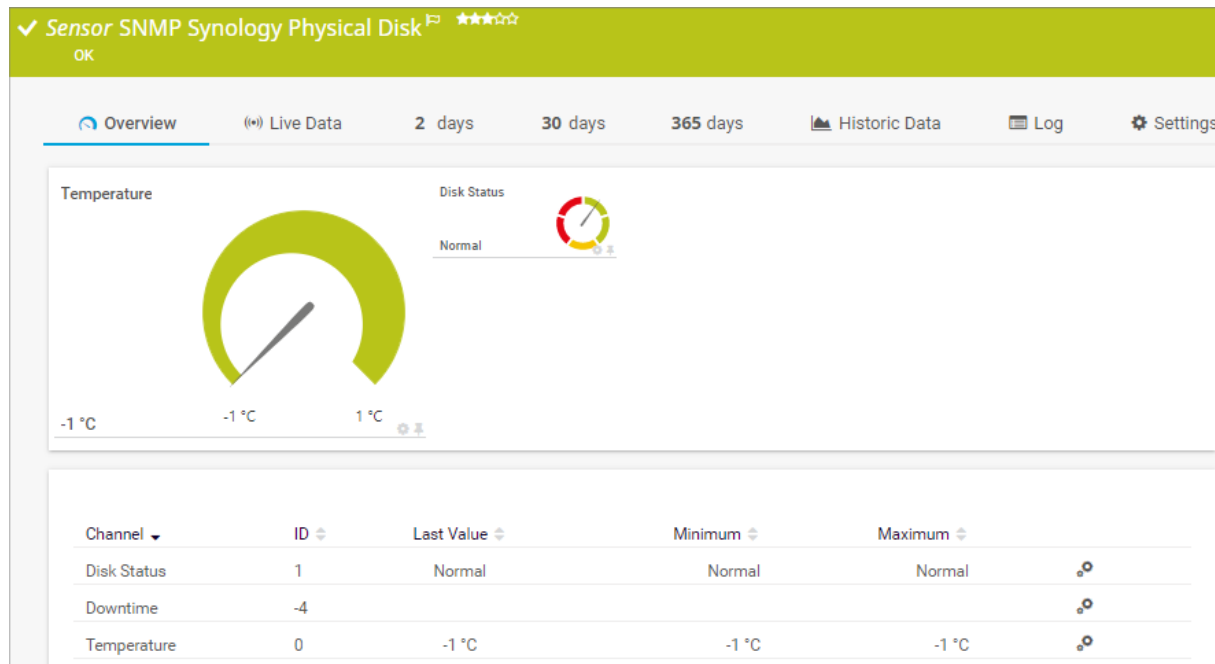 Sensor SNMP Synology Physical Disk
OK
Overview Live Data 2 days 30 days 365 days Historic Data Log Settings
Temperature
Disk Status
Normal
-1 °C 1 °C
-1 °C
Channel ID Last Value Minimum Maximum
Disk Status 1 Normal Normal Normal
Downtime -4
Temperature 0 -1 °C -1 °C -1 °C